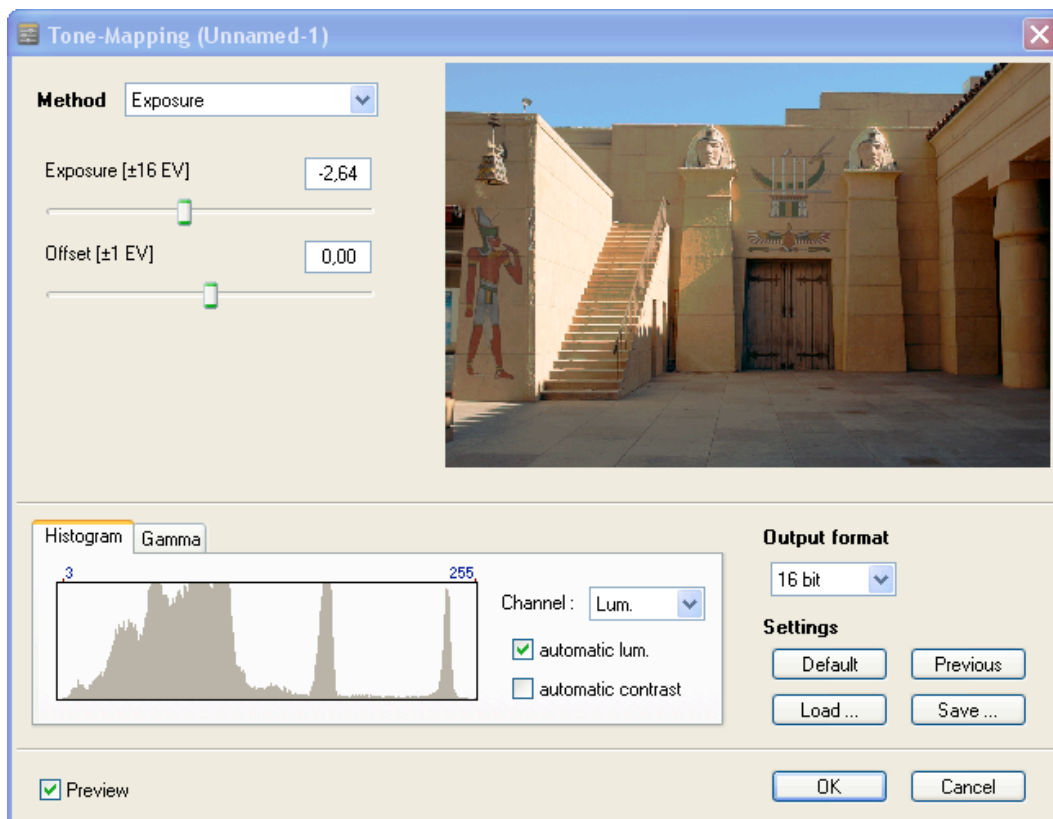 Tone-Mapping (Unnamed-1)
Method Exposure
Exposure [±16 EV] -2,64
Offset [±1 EV] 0,00
Histogram Gamma
3 255
Channel : Lum.
automatic lum.
automatic contrast
Output format
16 bit
Settings
Default Previous
Load ... Save ...
Preview
OK Cancel